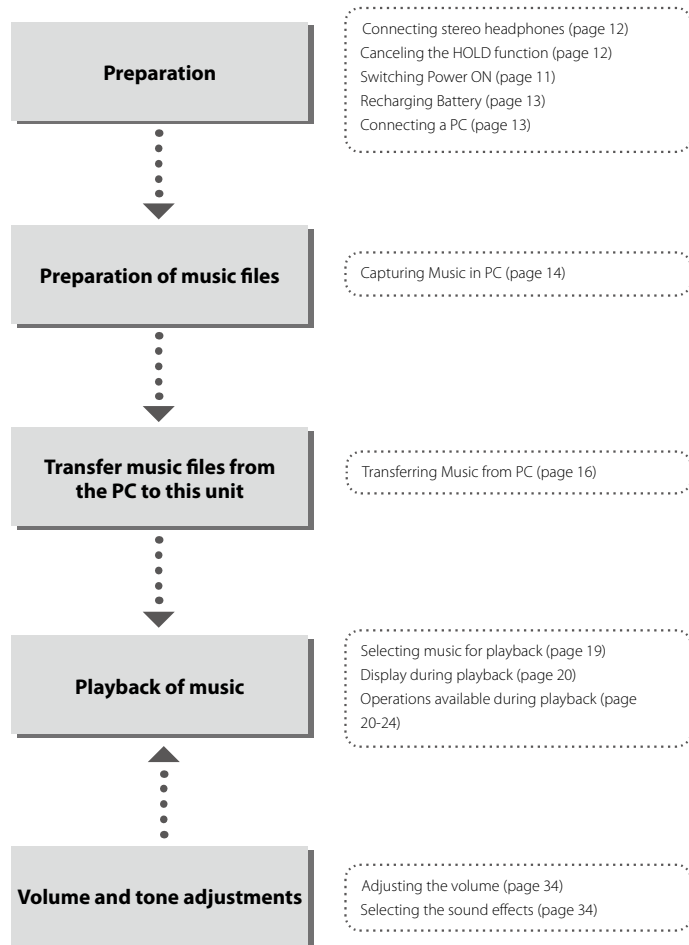 Preparation
Connecting stereo headphones (page 12)
Canceling the HOLD function (page 12)
Switching Power ON (page 11)
Recharging Battery (page 13)
Connecting a PC (page 13)
Preparation of music files
Capturing Music in PC (page 14)
Transfer music files from
the PC to this unit
Transferring Music from PC (page 16)
Playback of music
Selecting music for playback (page 19)
Display during playback (page 20)
Operations available during playback (page
20-24)
Volume and tone adjustments
Adjusting the volume (page 34)
Selecting the sound effects (page 34)